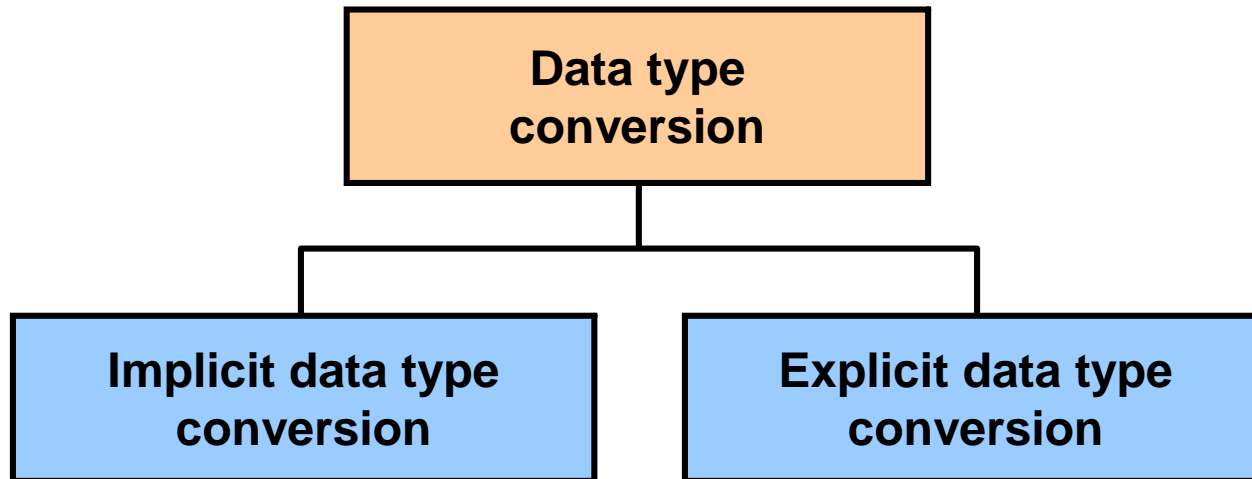 Data type
conversion
Implicit data type
conversion
Explicit data type
conversion